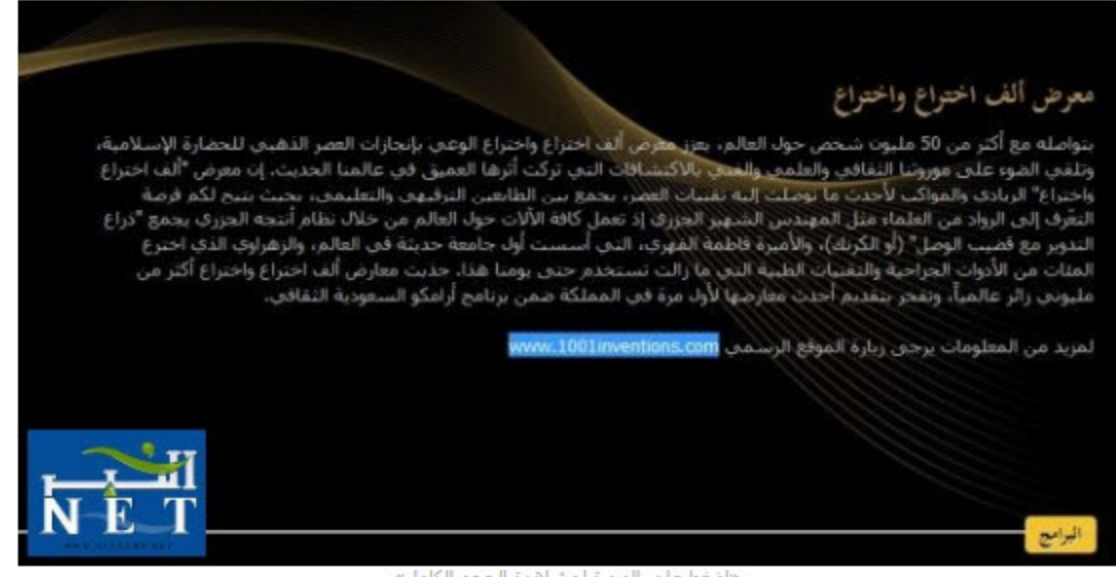 معرض ألف اختراع واختراع
بتواصله مع أكثر من 50 مليون شخص حول العالم، يعزز معرض ألف اختراع واختراع الوعي بإنجازات العصر الذهبي للحضارة الإسلامية،
وتلقي الضوء على موروثنا الثقافي والعلمي والغني بالاكتشافات التي تركت أثرها العميق في عالمنا الحديث. إن معرض "ألف اختراع
واختراع" الريادي والمواكب لأحدث ما توصلت إليه تقنيات العصر، يجمع بين الطابعين الترفيهي والتعليمي، بحيث يتيح لكم فرصة
التعّرف إلى الرواد من العلماء مثل المهندس الشهير الجزري إذ تعمل كافة الآلات حول العالم من خلال نظام أنتجه الجزري يجمع "ذراع
التدوير مع قضيب الوصل" (أو الكرنك)، والأميرة فاطمة الفهري، التي أسست أول جامعة حديثة في العالم، والزهراوي الذي اخترع
المئات من الأدوات الجراحية والتقنيات الطبية التي ما زالت تستخدم حتى يومنا هذا. جذبت معارض ألف اختراع واختراع أكثر من
مليوني زائر عالمياً، ونفخر بتقديم أحدث معارضها لأول مرة في المملكة ضمن برنامج أرامكو السعودية الثقافي.
لمزيد من المعلومات يرجى زيارة الموقع الرسمي www.1001inventions.com
NET
البرامج